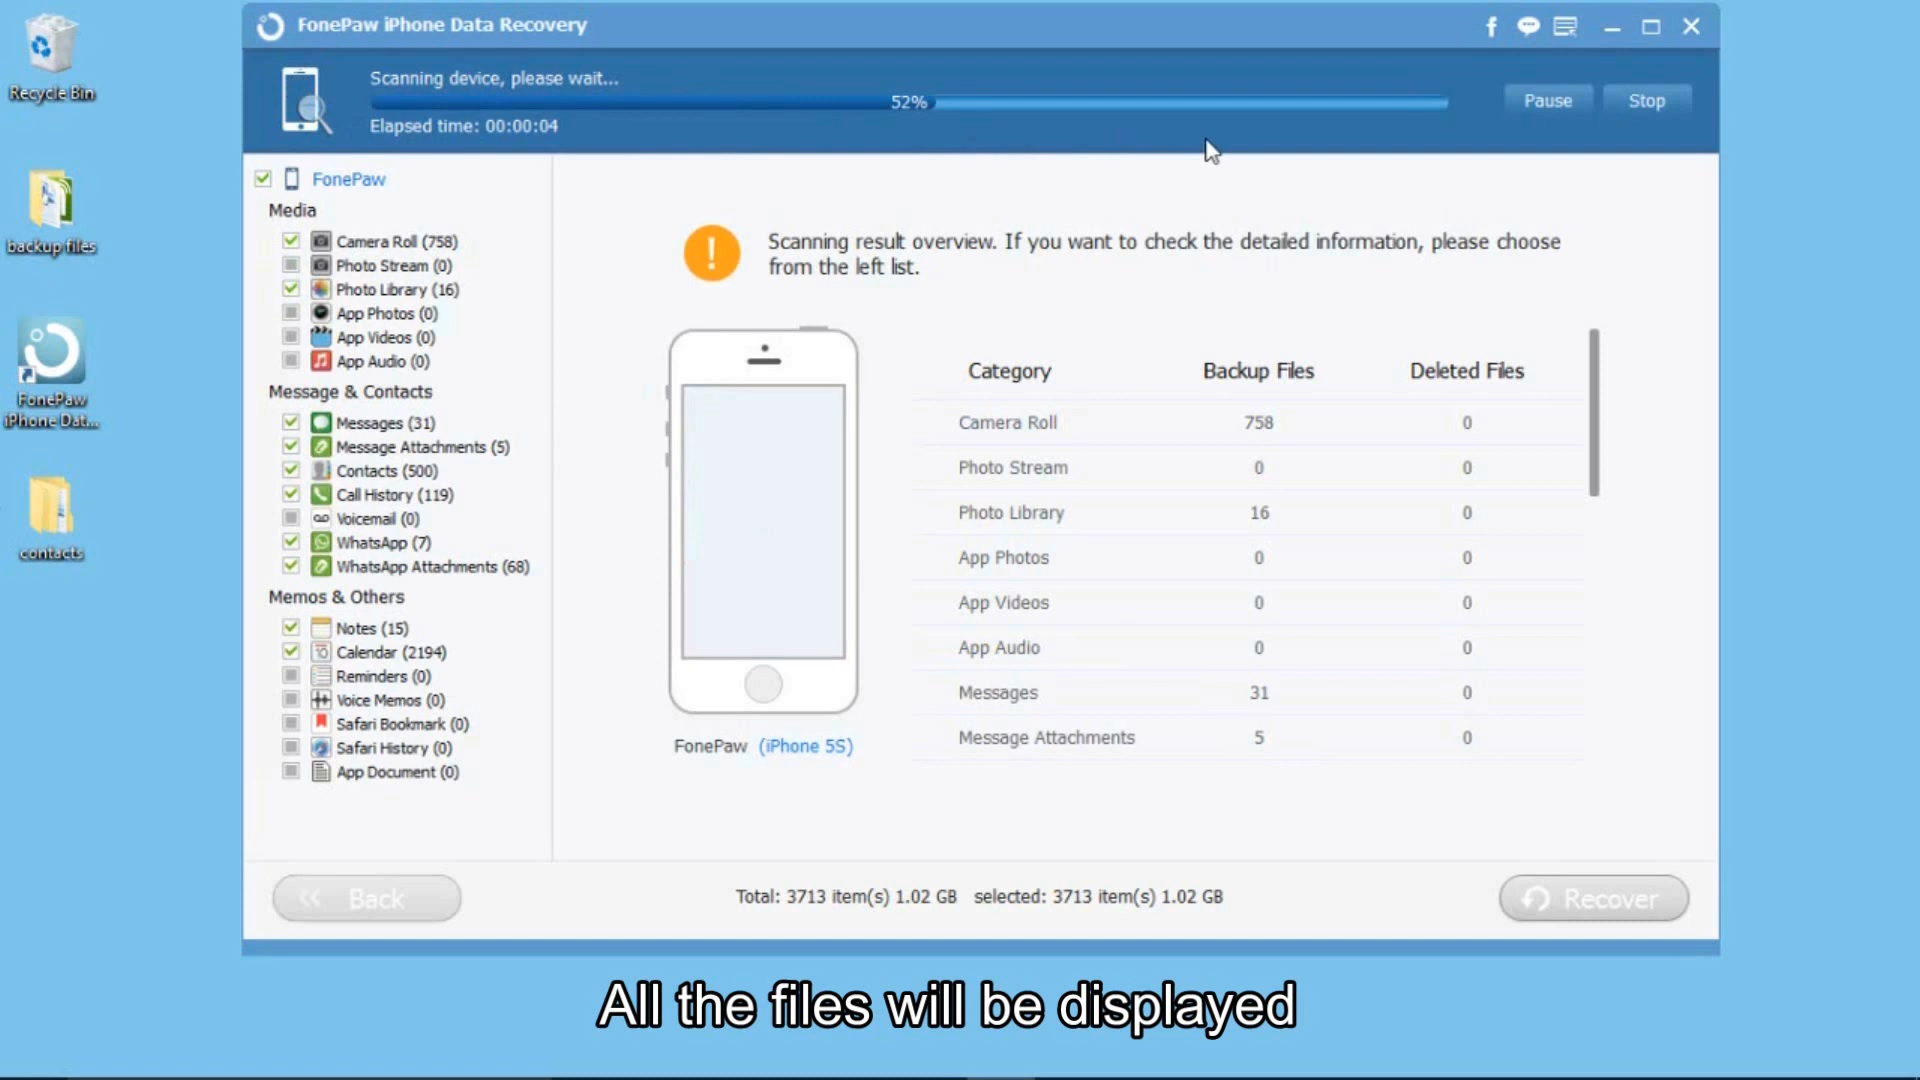 Recycle Bin
backup files
FonePaw
iPhone Dat...
contacts
FonePaw iPhone Data Recovery
Scanning device, please wait...
52%
Elapsed time: 00:00:04
Pause
Stop
FonePaw
Media
Camera Roll (758)
Photo Stream (0)
Photo Library (16)
App Photos (0)
App Videos (0)
App Audio (0)
Message & Contacts
Messages (31)
Message Attachments (5)
Contacts (500)
Call History (119)
Voicemail (0)
WhatsApp (7)
WhatsApp Attachments (68)
Memos & Others
Notes (15)
Calendar (2194)
Reminders (0)
Voice Memos (0)
Safari Bookmark (0)
Safari History (0)
App Document (0)
Scanning result overview. If you want to check the detailed information, please choose
from the left list.
FonePaw (iPhone 5S)
Category Backup Files Deleted Files
Camera Roll 758 0
Photo Stream 0 0
Photo Library 16 0
App Photos 0 0
App Videos 0 0
App Audio 0 0
Messages 31 0
Message Attachments 5 0
Back
Total: 3713 item(s) 1.02 GB selected: 3713 item(s) 1.02 GB
Recover
All the files will be displayed